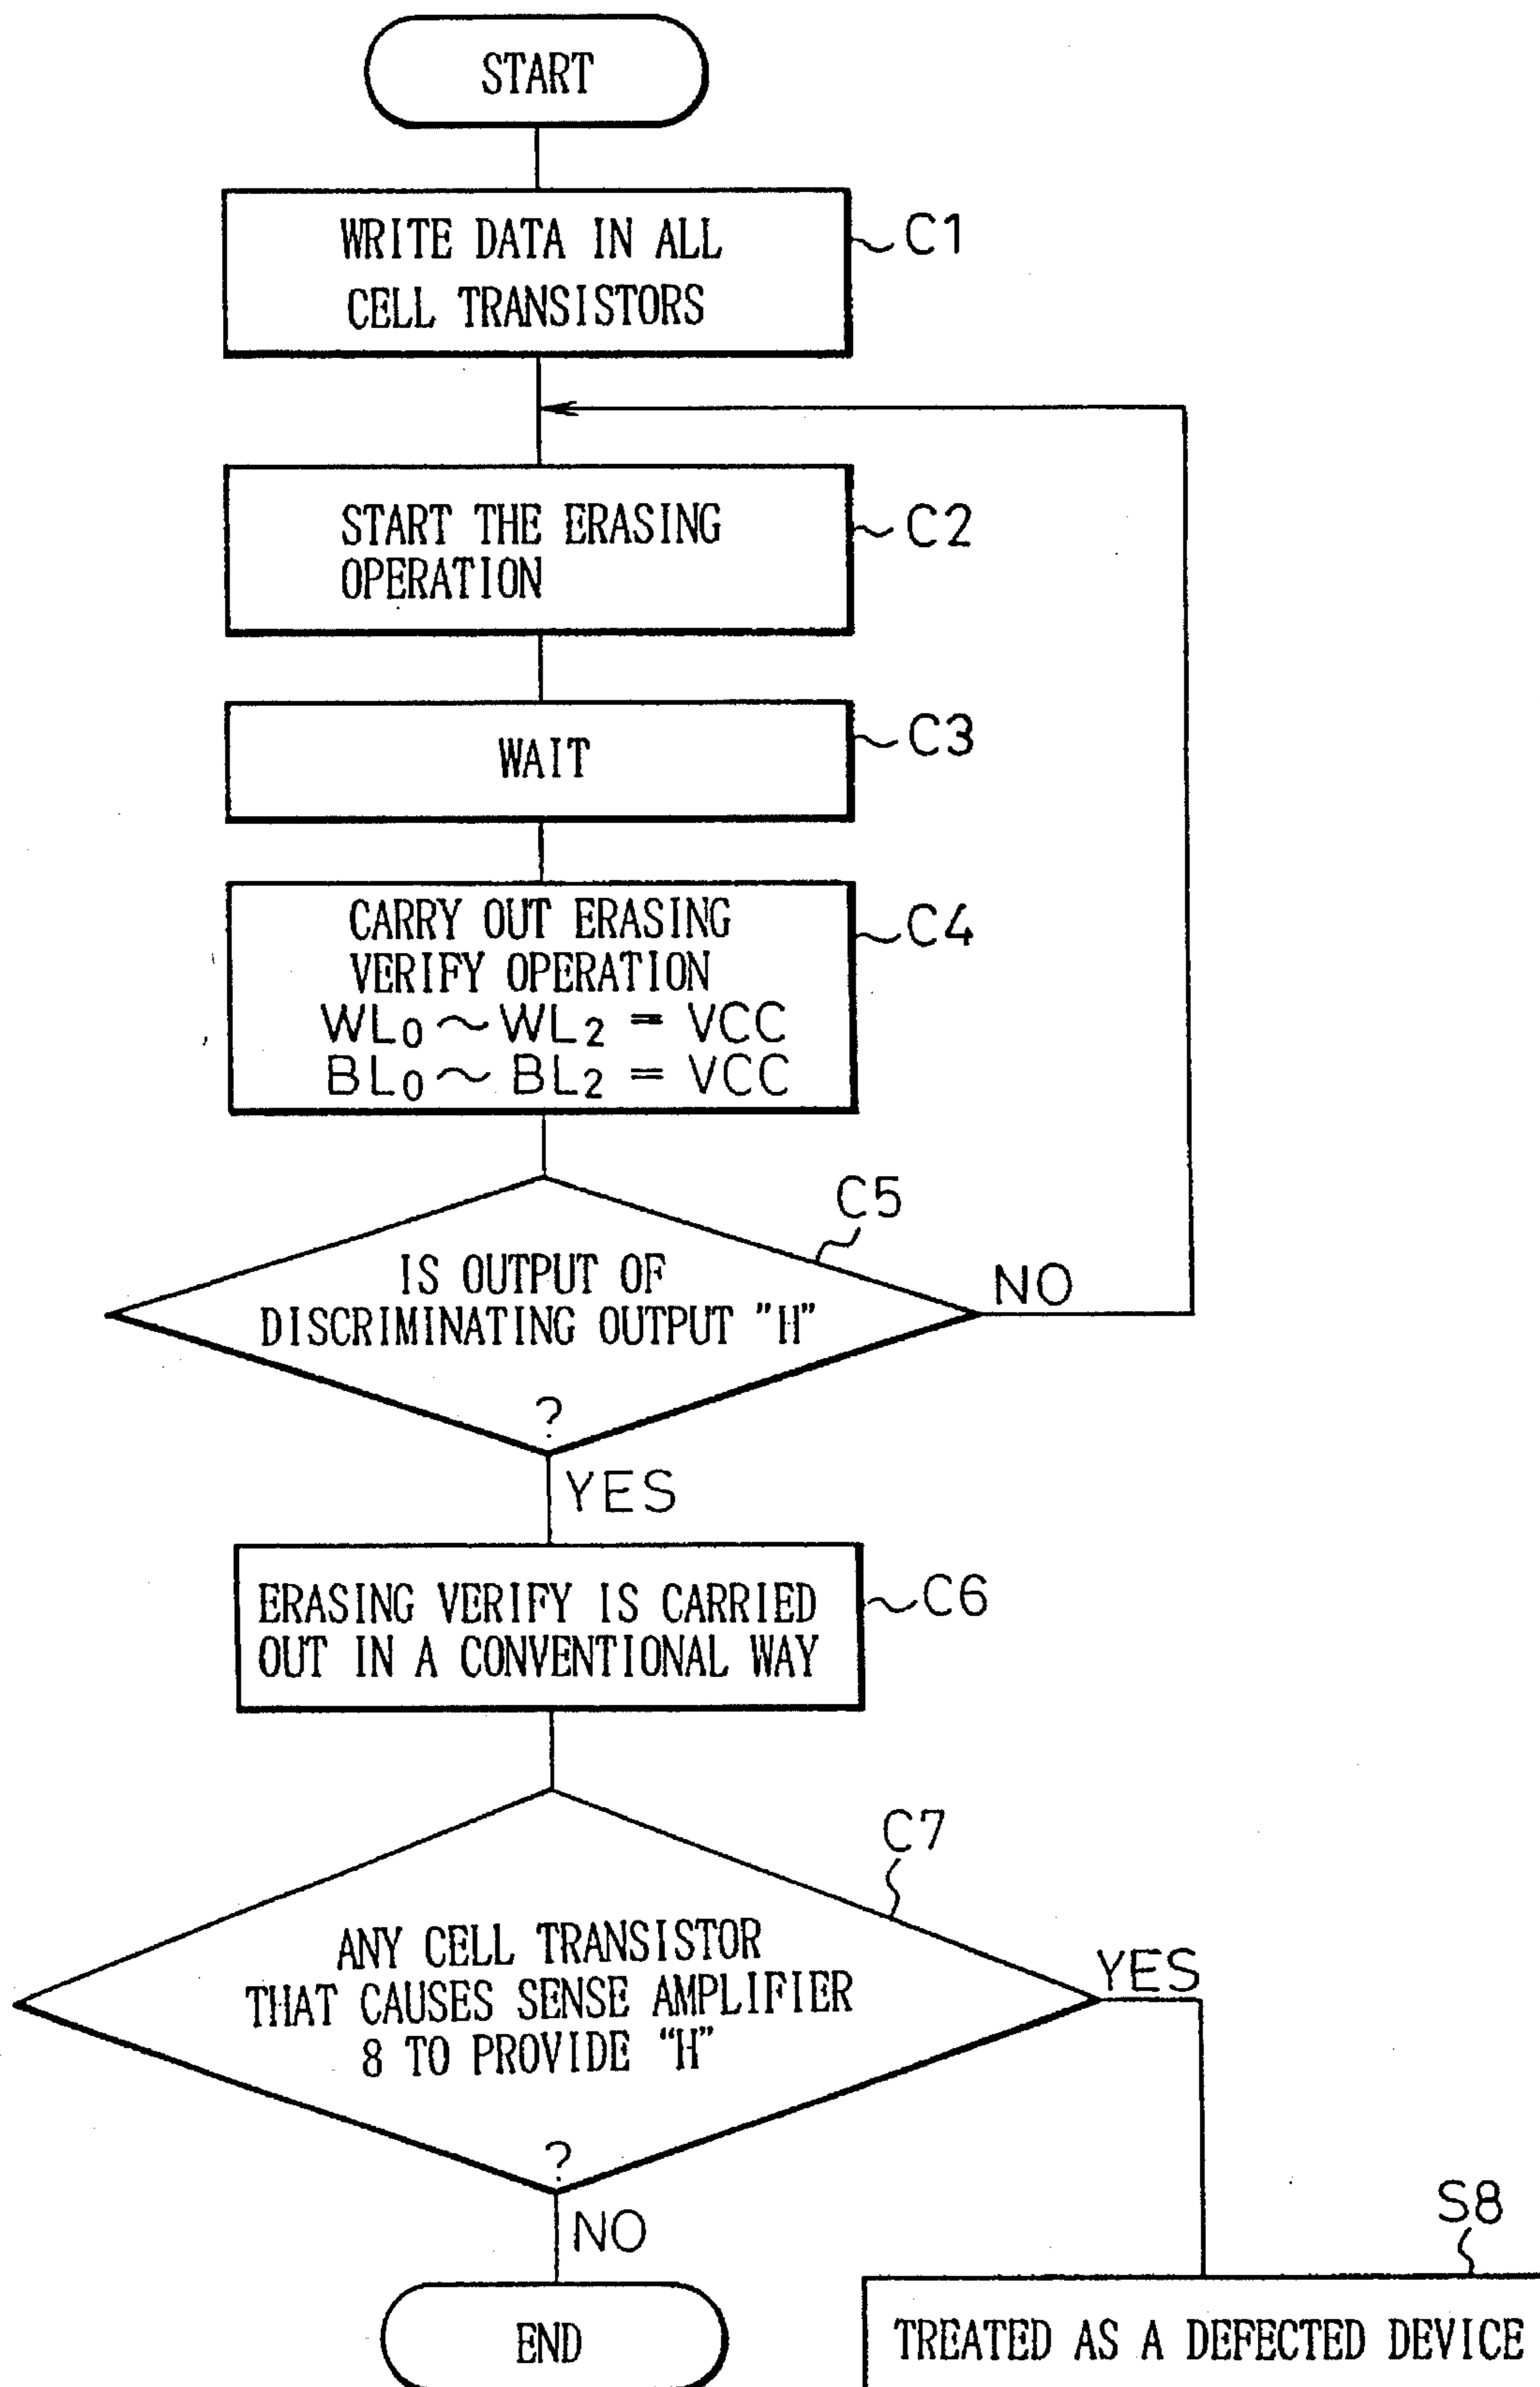 START
WRITE DATA IN ALL
CELL TRANSISTORS
C1
START THE ERASING
OPERATION
C2
WAIT
C3
CARRY OUT ERASING
VERIFY OPERATION
WL0 ~ WL2 = VCC
BL0 ~ BL2 = VCC
C4
C5
IS OUTPUT OF
DISCRIMINATING OUTPUT "H"
?
NO
YES
ERASING VERIFY IS CARRIED
OUT IN A CONVENTIONAL WAY
C6
C7
ANY CELL TRANSISTOR
THAT CAUSES SENSE AMPLIFIER
8 TO PROVIDE "H"
?
YES
NO
S8
END
TREATED AS A DEFECTED DEVICE